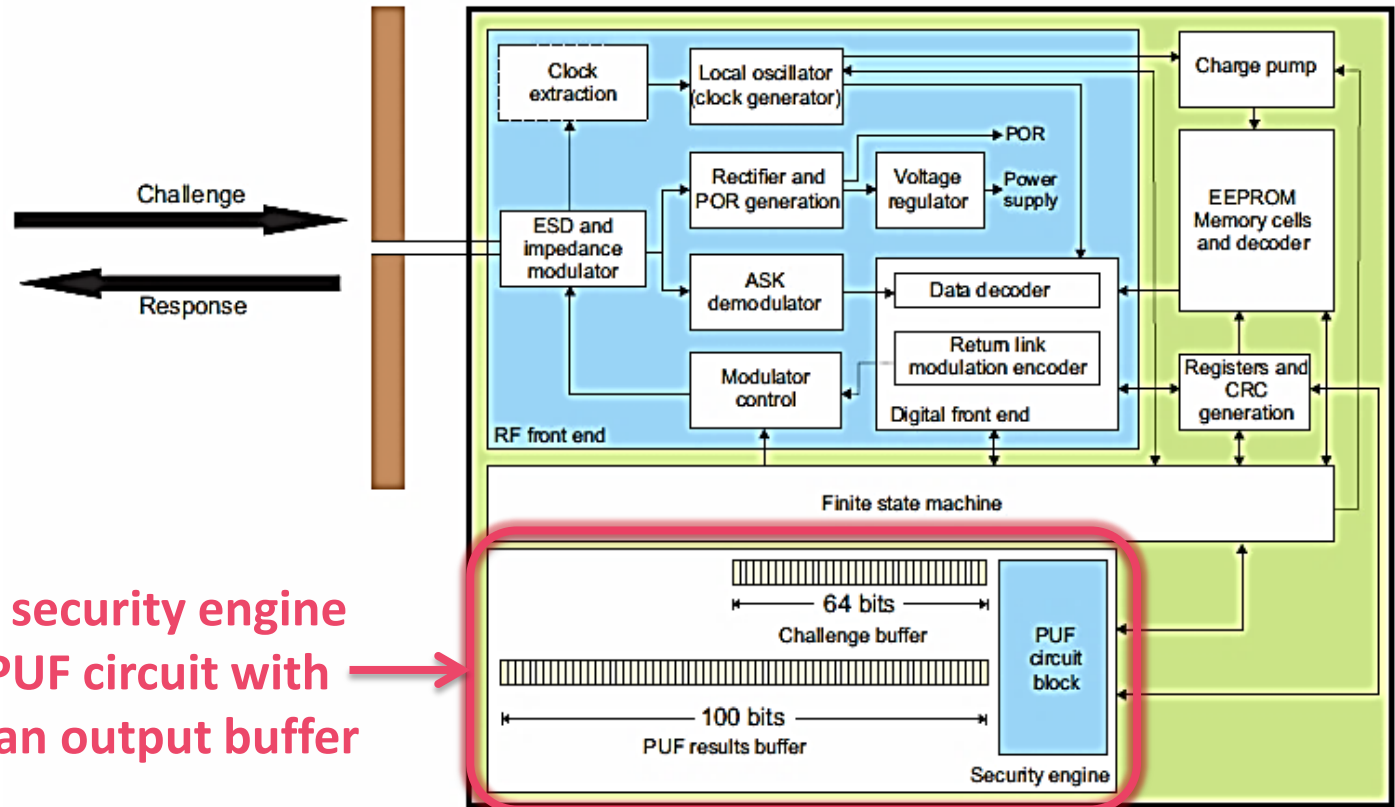 Challenge
Response
Clock
extraction
Local oscillator
(clock generator)
Charge pump
POR
Rectifier and
POR generation
Voltage
regulator
Power
supply
ESD and
impedance
modulator
EEPROM
Memory cells
and decoder
ASK
demodulator
Data decoder
Return link
modulation encoder
Modulator
control
Digital front end
RF front end
Registers and
CRC
generation
Finite state machine
64 bits
Challenge buffer
PUF
circuit
block
100 bits
PUF results buffer
Security engine
security engine
PUF circuit with
an output buffer